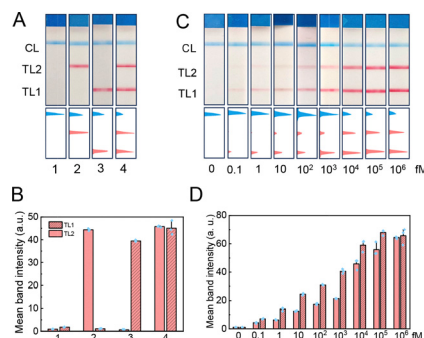 A
CL
TL2
TL1
1 2 3 4
C
CL
TL2
TL1
0 0.1 1 10 10² 10³ 10⁴ 10⁵ 10⁶ fM
B
Mean band intensity (a. u.)
50
40
30
20
10
0
TL1
TL2
1 2 3 4
D
Mean band intensity (a. u.)
80
60
40
20
0
0 0.1 1 10 10² 10³ 10⁴ 10⁵ 10⁶ fM